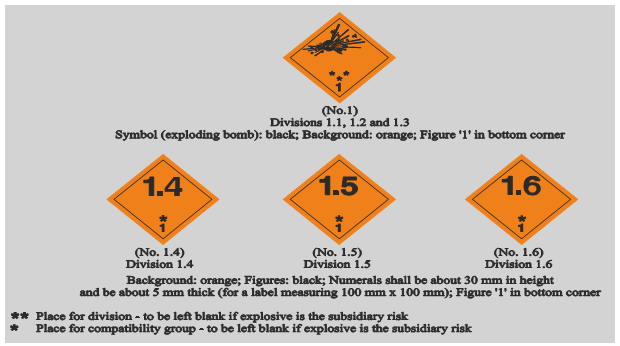 ** *
*
1
(No.1)
Divisions 1.1, 1.2 and 1.3
Symbol (exploding bomb): black; Background: orange; Figure '1' in bottom corner
1.4 1.5 1.6
* * *
1 1 1
(No. 1.4) (No. 1.5) (No. 1.6)
Division 1.4 Division 1.5 Division 1.6
Background: orange; Figures: black; Numerals shall be about 30 mm in height
and be about 5 mm thick (for a label measuring 100 mm x 100 mm); Figure '1' in bottom corner
** Place for division - to be left blank if explosive is the subsidiary risk
* Place for compatibility group - to be left blank if explosive is the subsidiary risk